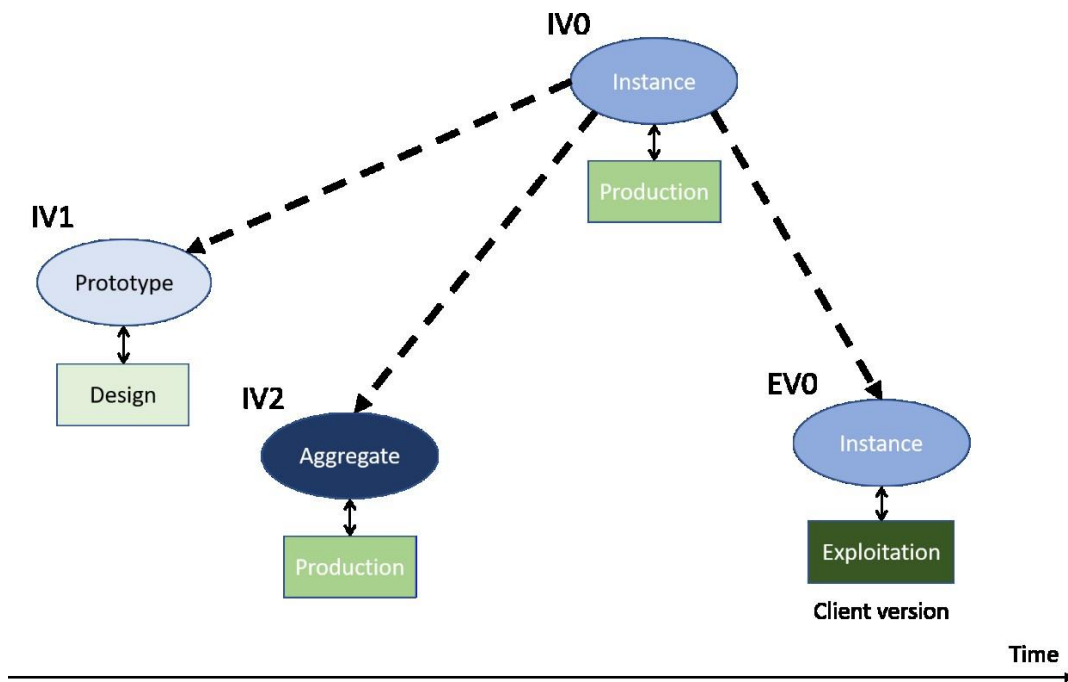 IV0
Instance
Production
IV1
Prototype
Design
IV2
Aggregate
Production
EV0
Instance
Exploitation
Client version
Time